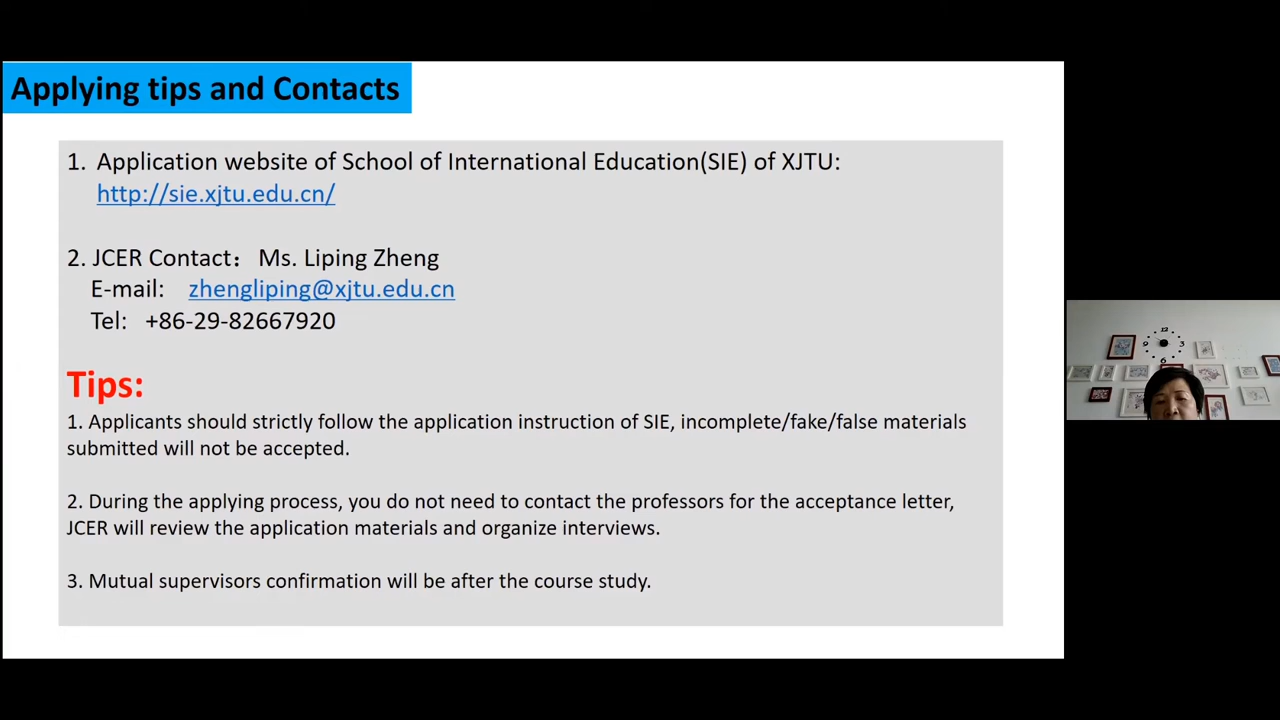 Applying tips and Contacts
1. Application website of School of International Education(SIE) of XJTU:
http://sie.xjtu.edu.cn/
2. JCER Contact： Ms. Liping Zheng
E-mail: zhengliping@xjtu.edu.cn
Tel: +86-29-82667920
Tips:
1. Applicants should strictly follow the application instruction of SIE, incomplete/fake/false materials
submitted will not be accepted.
2. During the applying process, you do not need to contact the professors for the acceptance letter,
JCER will review the application materials and organize interviews.
3. Mutual supervisors confirmation will be after the course study.
12
9
3
6